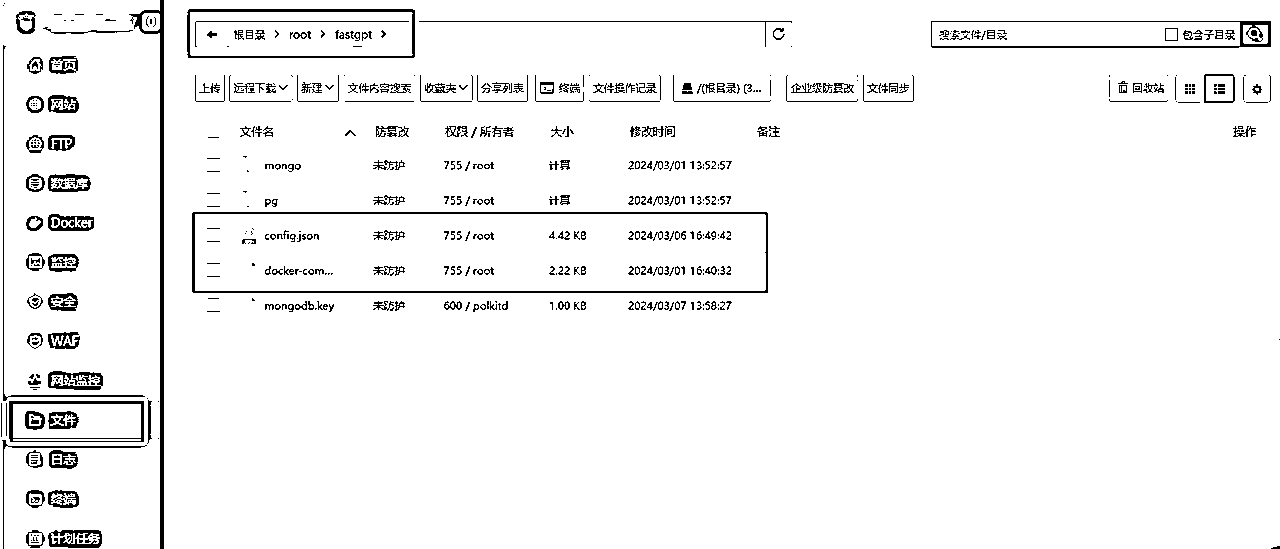 根目录 > root > fastgpt >
搜索文件/目录 包含子目录
上传 远程下载 新建 文件内容搜索 收藏夹 分享列表 终端 文件操作记录 /(根目录) (3... 企业级防篡改 文件同步 回收站
文件名 防篡改 权限 / 所有者 大小 修改时间 备注 操作
mongo 未防护 755 / root 计算 2024/03/01 13:52:57
pg 未防护 755 / root 计算 2024/03/01 13:52:57
config.json 未防护 755 / root 4.42 KB 2024/03/06 16:49:42
docker-com... 未防护 755 / root 2.22 KB 2024/03/01 16:40:32
mongodb.key 未防护 600 / polkitd 1.00 KB 2024/03/07 13:58:27
首页
网站
FTP
数据库
Docker
监控
安全
WAF
网站监控
文件
日志
终端
计划任务